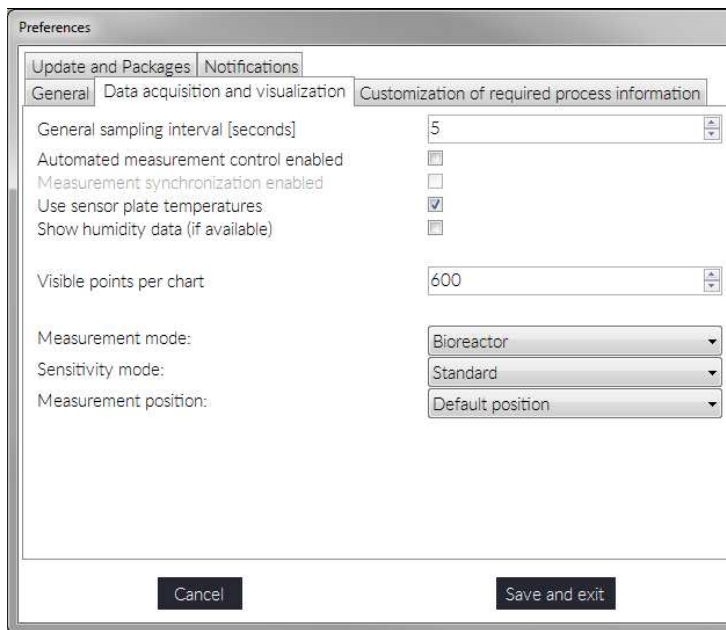 Preferences
Update and Packages Notifications
General Data acquisition and visualization Customization of required process information
General sampling interval [seconds] 5
Automated measurement control enabled
Measurement synchronization enabled
Use sensor plate temperatures
Show humidity data (if available)
Visible points per chart 600
Measurement mode: Bioreactor
Sensitivity mode: Standard
Measurement position: Default position
Cancel Save and exit